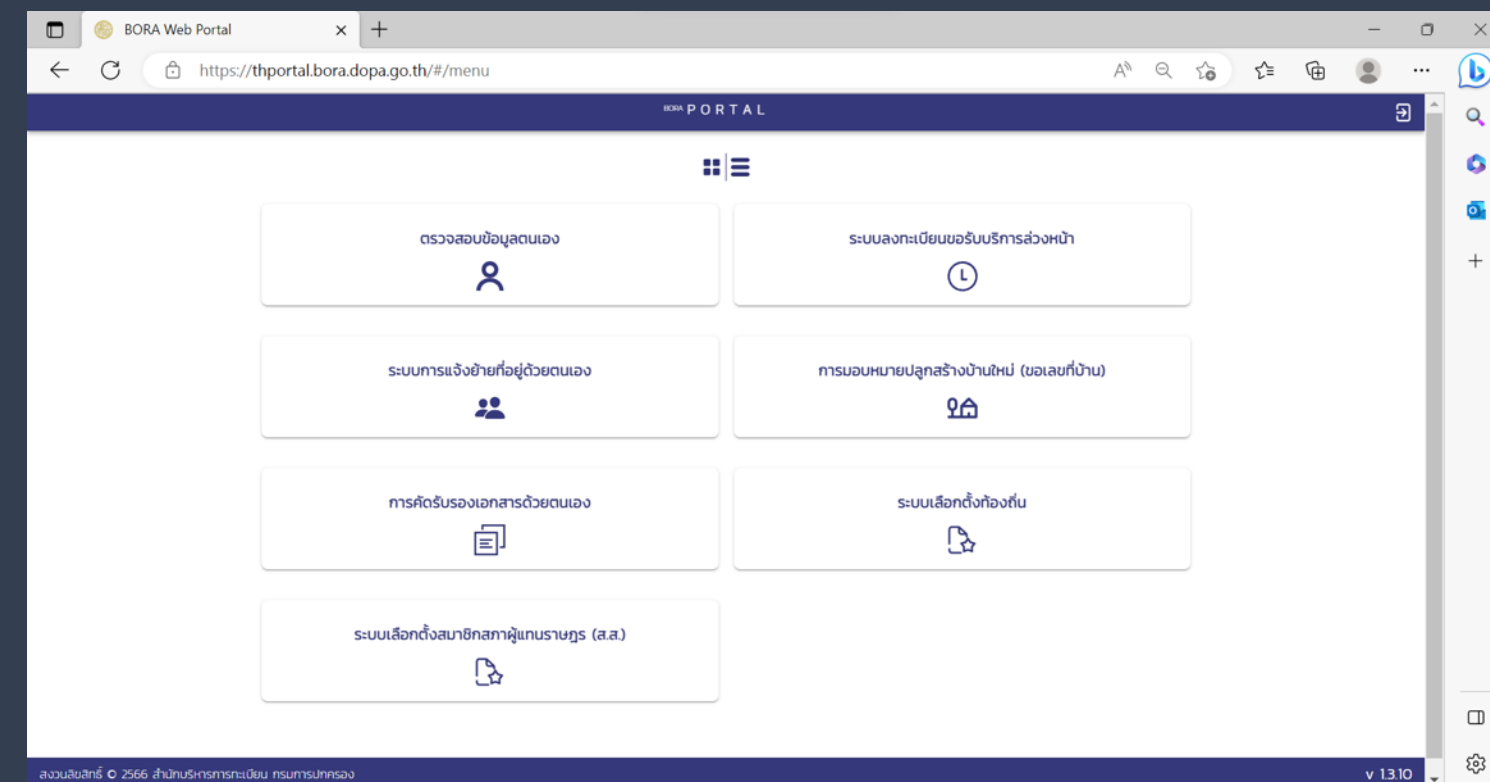 BORA Web Portal
https://thportal.bora.dopa.go.th/#/menu
BORA PORTAL
ตรวจสอบข้อมูลตนเอง
ระบบลงทะเบียนขอรับบริการล่วงหน้า
ระบบการแจ้งย้ายที่อยู่ด้วยตนเอง
การมอบหมายปลูกสร้างบ้านใหม่ (ขอเลขที่บ้าน)
การคัดรับรองเอกสารด้วยตนเอง
ระบบเลือกตั้งท้องถิ่น
ระบบเลือกตั้งสมาชิกสภาผู้แทนราษฎร (ส.ส.)
สงวนลิขสิทธิ์ © 2566 สำนักบริหารการทะเบียน กรมการปกครอง
v 1.3.10